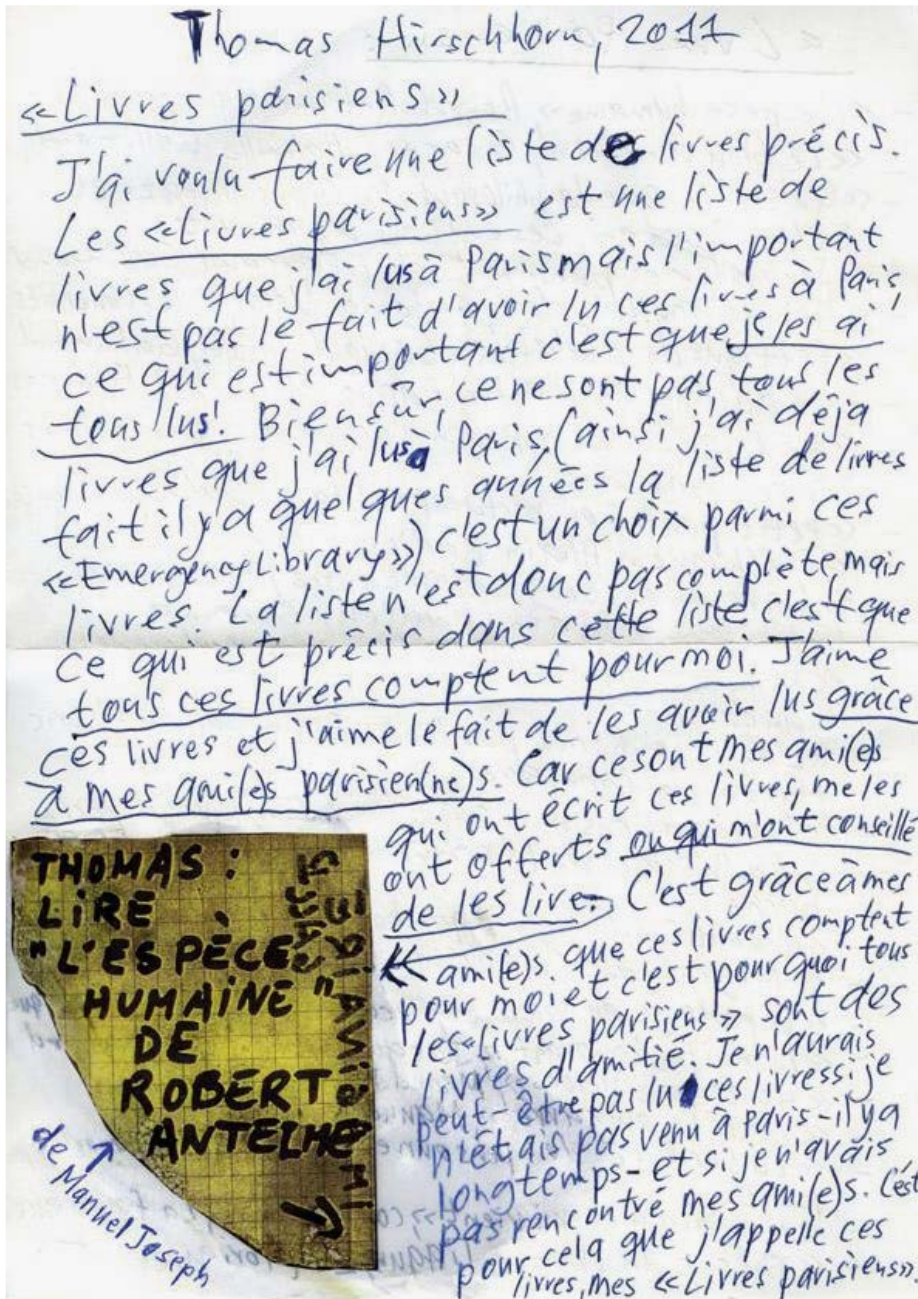 Thomas Hirschhorn, 2011
«Livres parisiens»
J'ai voulu faire une liste des livres précis.
Les «Livres parisiens» est une liste de
livres que j'ai lus à Paris mais l'important
n'est pas le fait d'avoir lu ces livres à Paris,
ce qui est important c'est que je les ai
tous lus! Bien sûr, ce ne sont pas tous les
livres que j'ai lus à Paris, (ainsi j'ai déja
fait il y a quelques années la liste de livres
«Emergency Library») c'est un choix parmi ces
livres. La liste n'est donc pas complète, mais
ce qui est précis dans cette liste c'est que
tous ces livres comptent pour moi. J'aime
ces livres et j'aime le fait de les avoir lus grâce
à mes ami(e)s parisien(ne)s. Car ce sont mes ami(e)s
qui ont écrit ces livres, me les
ont offerts ou qui m'ont conseillé
de les lire. C'est grâce à mes
ami(e)s que ces livres comptent
pour moi et c'est pourquoi tous
les «livres parisiens» sont des
livres d'amitié. Je n'aurais
peut-être pas lu ces livres si je
n'étais pas venu à Paris - il y a
longtemps - et si je n'avais
pas rencontré mes ami(e)s. C'est
pour cela que j'appelle ces
livres, mes «Livres parisiens».
THOMAS :
LIRE
"L'ESPÈCE
HUMAINE"
DE
ROBERT
ANTELME
de Manuel Joseph